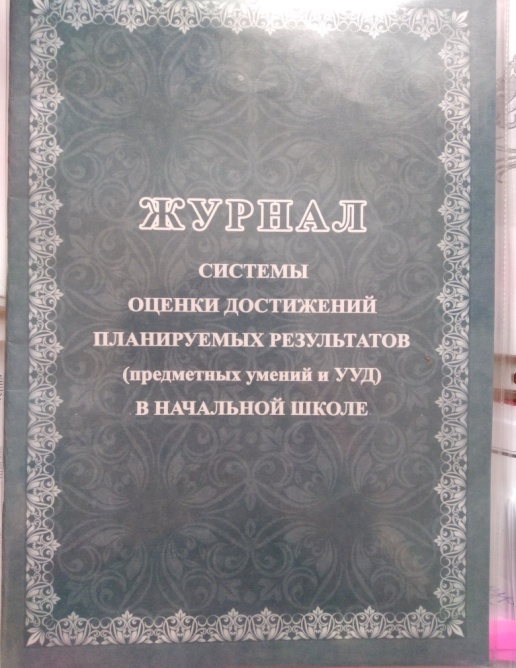 ЖУРНАЛ
СИСТЕМЫ
ОЦЕНКИ ДОСТИЖЕНИЙ
ПЛАНИРУЕМЫХ РЕЗУЛЬТАТОВ
(предметных умений и УУД)
В НАЧАЛЬНОЙ ШКОЛЕ